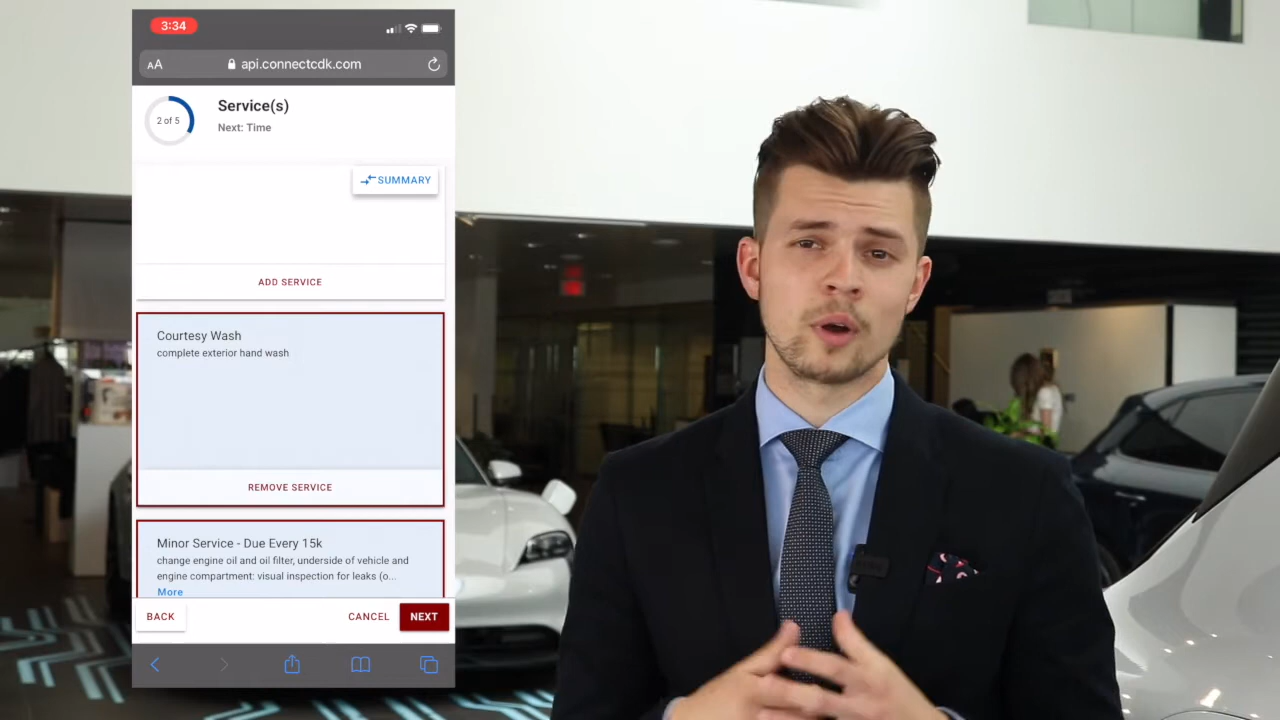 3:34
AA
api.connectcdk.com
2 of 5
Service(s)
Next: Time
SUMMARY
ADD SERVICE
Courtesy Wash
complete exterior hand wash
REMOVE SERVICE
Minor Service - Due Every 15k
change engine oil and oil filter, underside of vehicle and
engine compartment: visual inspection for leaks (o...
More
BACK
CANCEL
NEXT